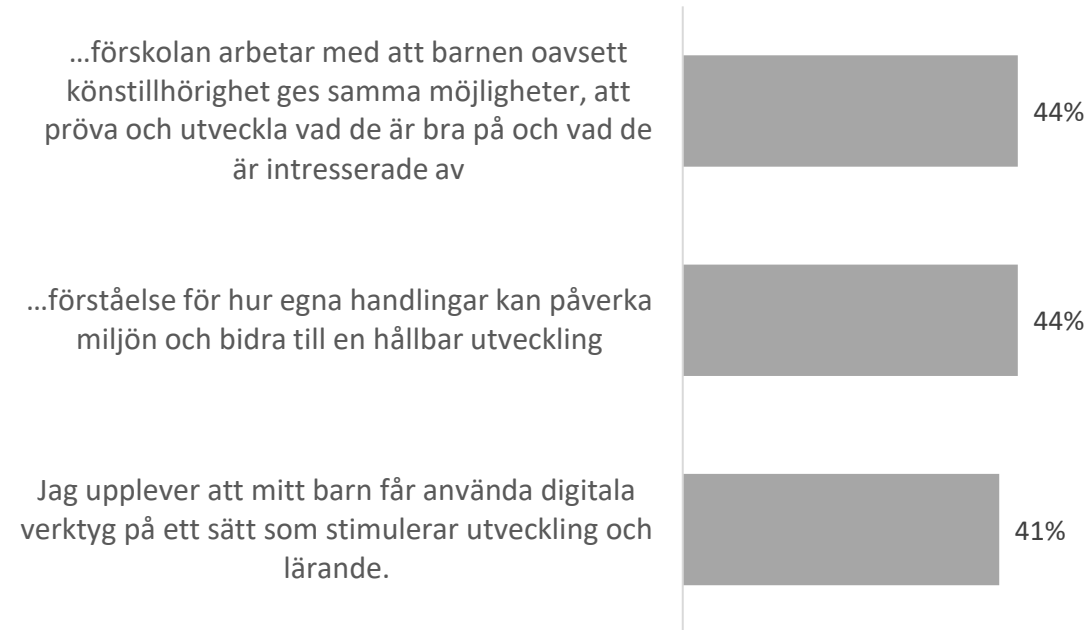 …förskolan arbetar med att barnen oavsett
könstillhörighet ges samma möjligheter, att
pröva och utveckla vad de är bra på och vad de
är intresserade av
44%
…förståelse för hur egna handlingar kan påverka
miljön och bidra till en hållbar utveckling
44%
Jag upplever att mitt barn får använda digitala
verktyg på ett sätt som stimulerar utveckling och
lärande.
41%